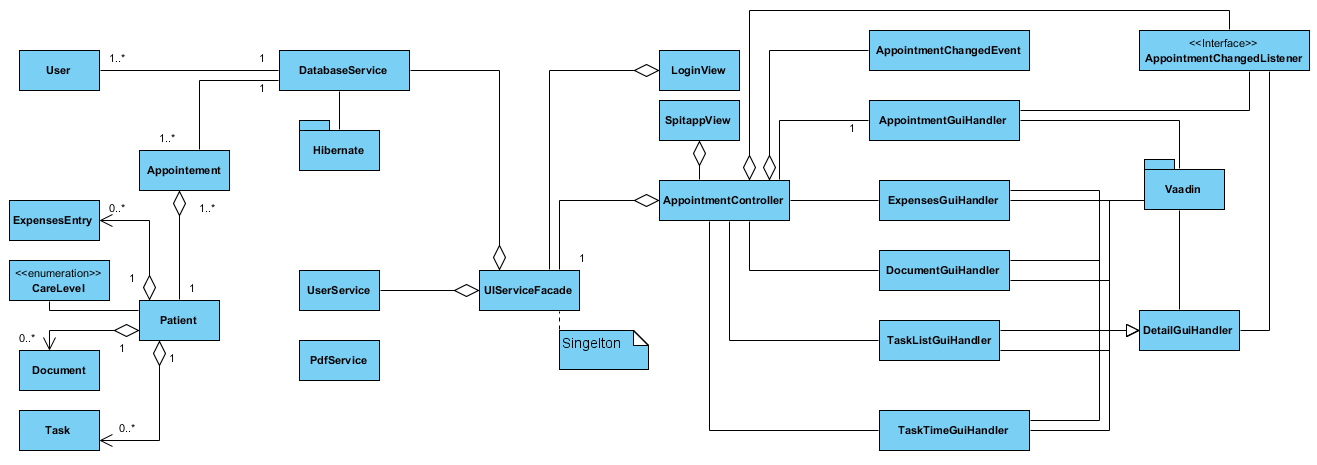 User
1..*
1
DatabaseService
1
1..*
Appointement
1..*
Hibernate
ExpensesEntry
0..*
<<enumeration>>
CareLevel
1
1
Patient
0..*
1
1
Document
Task
0..*
UserService
PdfService
UIServiceFacade
1
Singelton
LoginView
SpitappView
AppointmentController
AppointmentChangedEvent
<<Interface>>
AppointmentChangedListener
1
AppointmentGuiHandler
Vaadin
ExpensesGuiHandler
DocumentGuiHandler
TaskListGuiHandler
DetailGuiHandler
TaskTimeGuiHandler